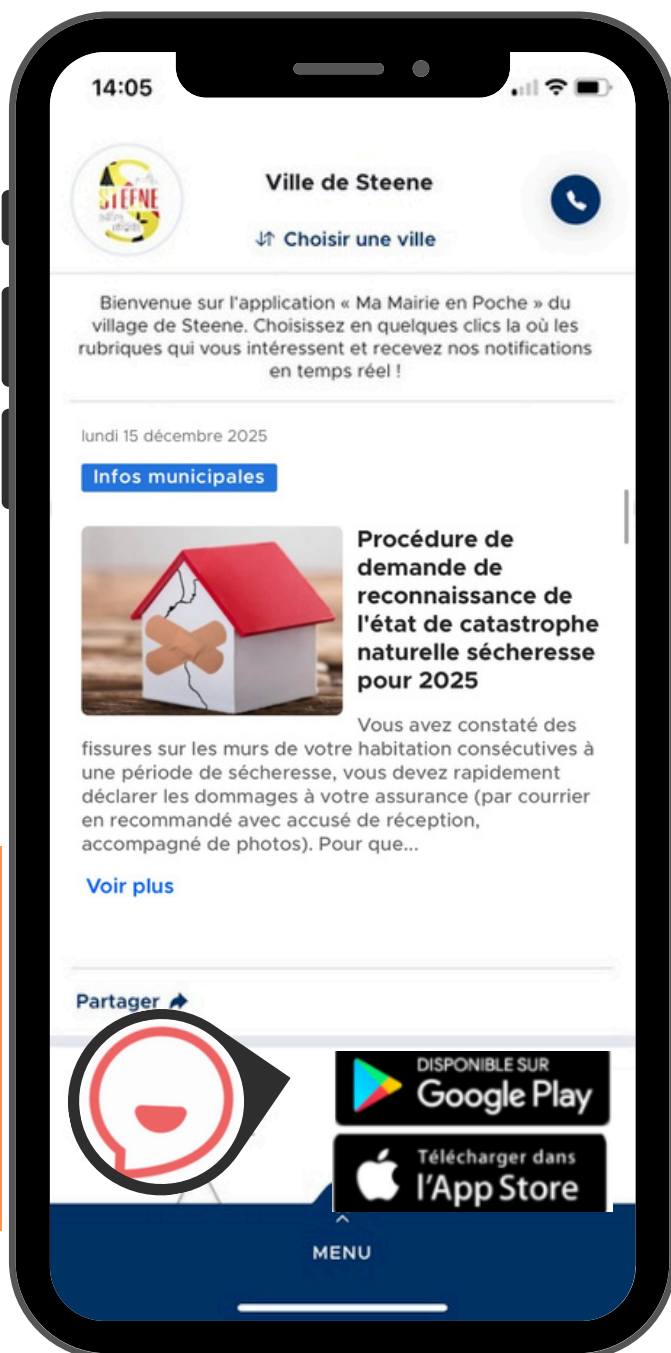 14:05
STEENE
Ville de Steene
Choisir une ville
Bienvenue sur l'application « Ma Mairie en Poche » du
village de Steene. Choisissez en quelques clics la où les
rubriques qui vous intéressent et recevez nos notifications
en temps réel !
lundi 15 décembre 2025
Infos municipales
Procédure de
demande de
reconnaissance de
l'état de catastrophe
naturelle sécheresse
pour 2025
Vous avez constaté des
fissures sur les murs de votre habitation consécutives à
une période de sécheresse, vous devez rapidement
déclarer les dommages à votre assurance (par courrier
en recommandé avec accusé de réception,
accompagné de photos). Pour que...
Voir plus
Partager
DISPONIBLE SUR
Google Play
Télécharger dans
l'App Store
MENU